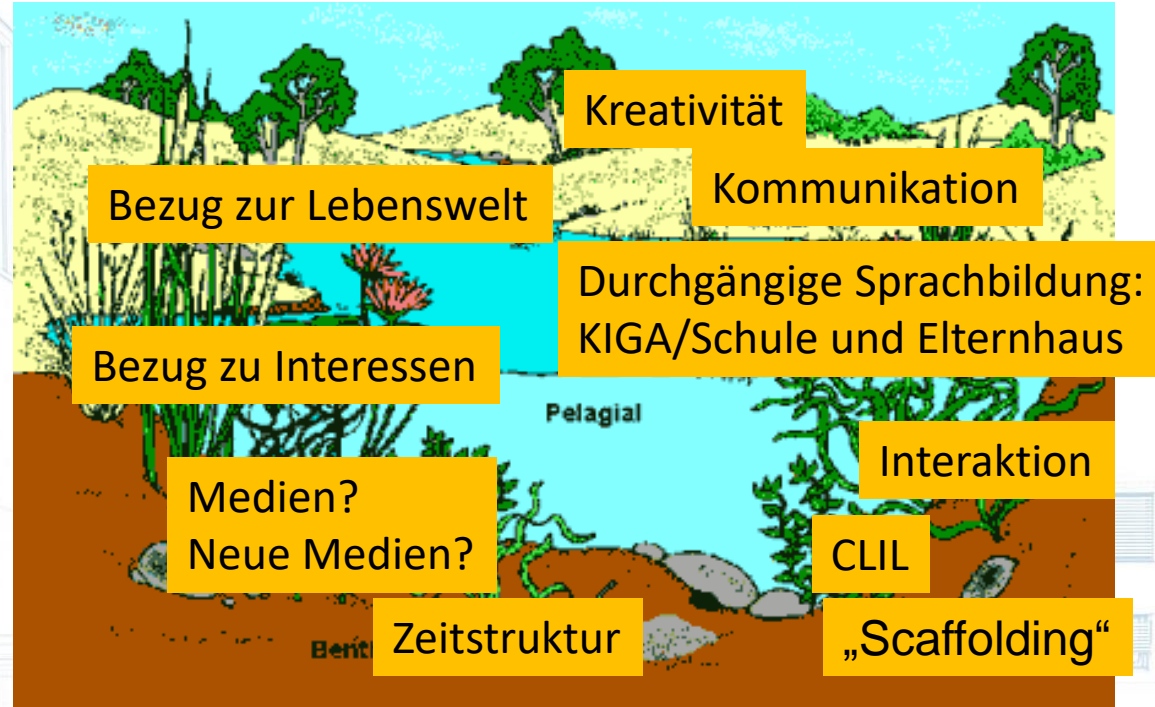 Kreativität
Kommunikation
Bezug zur Lebenswelt
Durchgängige Sprachbildung:
KIGA/Schule und Elternhaus
Bezug zu Interessen
Pelagial
Interaktion
Medien?
Neue Medien?
CLIL
Zeitstruktur
„Scaffolding“